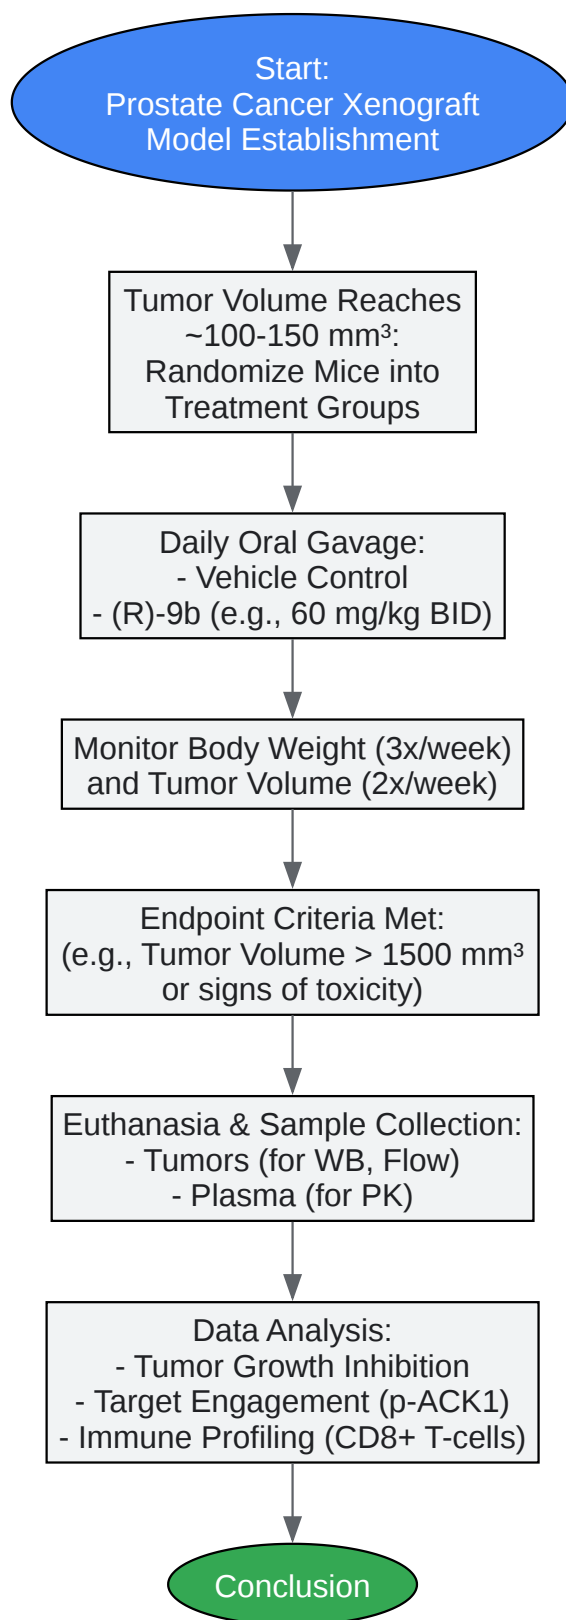 Start:
Prostate Cancer Xenograft
Model Establishment
Tumor Volume Reaches
~100-150 mm³:
Randomize Mice into
Treatment Groups
Daily Oral Gavage:
- Vehicle Control
- (R)-9b (e.g., 60 mg/kg BID)
Monitor Body Weight (3x/week)
and Tumor Volume (2x/week)
Endpoint Criteria Met:
(e.g., Tumor Volume > 1500 mm³
or signs of toxicity)
Euthanasia & Sample Collection:
- Tumors (for WB, Flow)
- Plasma (for PK)
Data Analysis:
- Tumor Growth Inhibition
- Target Engagement (p-ACK1)
- Immune Profiling (CD8+ T-cells)
Conclusion